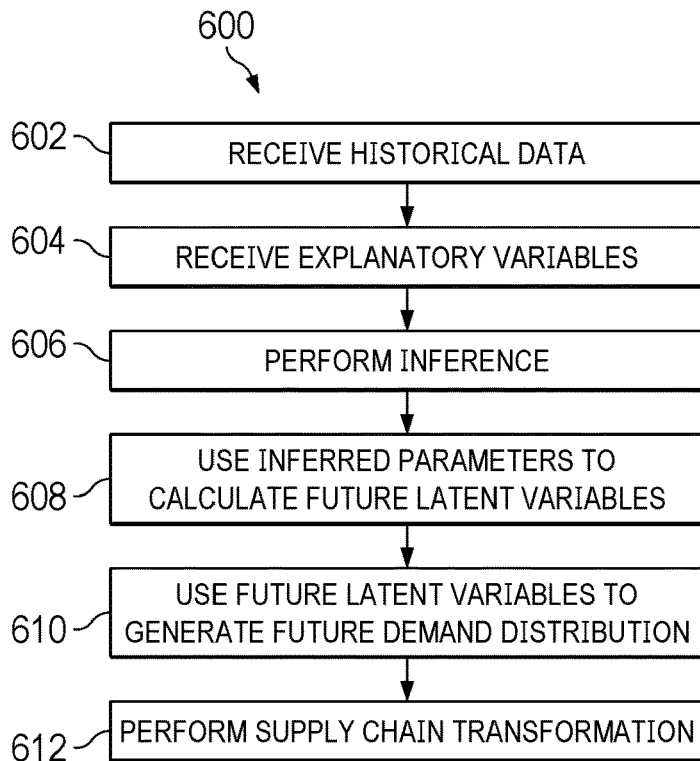 600
602
RECEIVE HISTORICAL DATA
604
RECEIVE EXPLANATORY VARIABLES
606
PERFORM INFERENCE
608
USE INFERRED PARAMETERS TO
CALCULATE FUTURE LATENT VARIABLES
610
USE FUTURE LATENT VARIABLES TO
GENERATE FUTURE DEMAND DISTRIBUTION
612
PERFORM SUPPLY CHAIN TRANSFORMATION